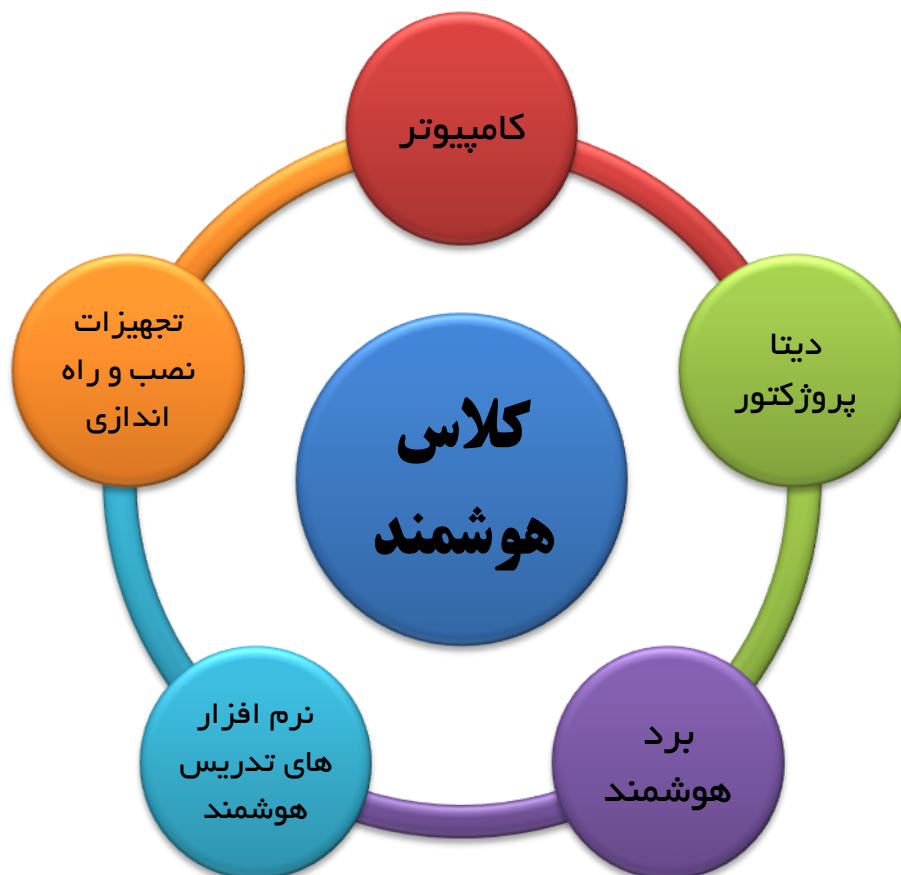 کامپیوتر
دیتا
پروژکتور
برد
هوشمند
نرم افزار
های تدریس
هوشمند
تجهیزات
نصب و راه
اندازی
کلاس
هوشمند